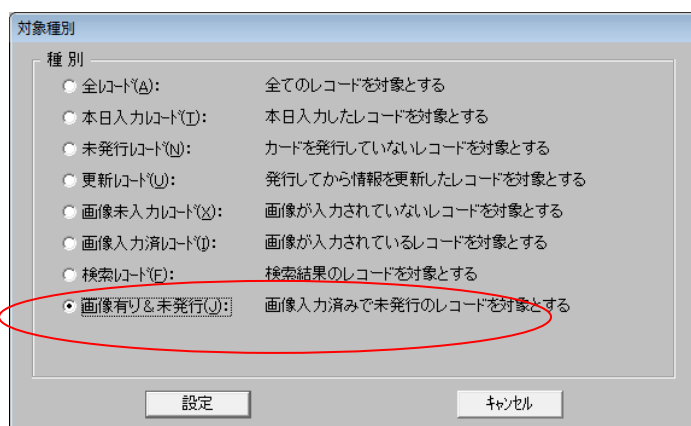 対象種別
種別
全レコード(A): 全てのレコードを対象とする
本日入力レコード(T): 本日入力したレコードを対象とする
未発行レコード(N): カードを発行していないレコードを対象とする
更新レコード(U): 発行してから情報を更新したレコードを対象とする
画像未入力レコード(X): 画像が入力されていないレコードを対象とする
画像入力済レコード(I): 画像が入力されているレコードを対象とする
検索レコード(F): 検索結果のレコードを対象とする
画像有り&未発行(J): 画像入力済みで未発行のレコードを対象とする
設定 キャンセル